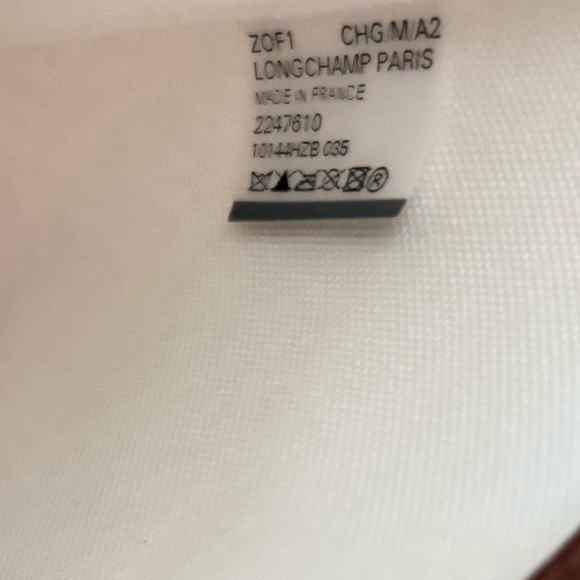 ZOF1 CHG/M/A2
LONGCHAMP PARIS
MADE IN FRANCE
2247610
10144HZB 035
®